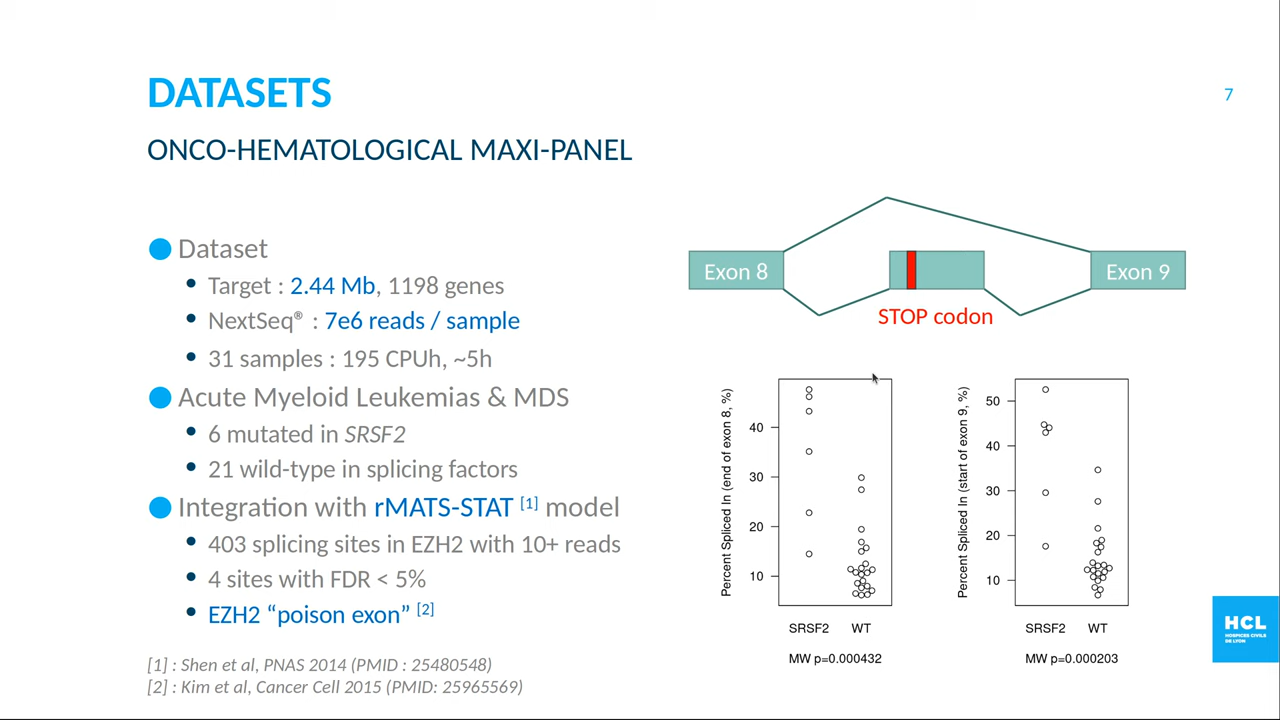 DATASETS
7
ONCO-HEMATOLOGICAL MAXI-PANEL
Dataset
Target : 2.44 Mb, 1198 genes
NextSeq® : 7e6 reads / sample
31 samples : 195 CPUh, ~5h
Acute Myeloid Leukemias & MDS
6 mutated in SRSF2
21 wild-type in splicing factors
Integration with rMATS-STAT [1] model
403 splicing sites in EZH2 with 10+ reads
4 sites with FDR < 5%
EZH2 “poison exon” [2]
[1] : Shen et al, PNAS 2014 (PMID : 25480548)
[2] : Kim et al, Cancer Cell 2015 (PMID: 25965569)
Exon 8
Exon 9
STOP codon
Percent Spliced In (end of exon 8, %)
40
30
20
10
SRSF2 WT
MW p=0.000432
Percent Spliced In (start of exon 9, %)
50
40
30
20
10
SRSF2 WT
MW p=0.000203
HCL
HOSPICES CIVILS
DE LYON